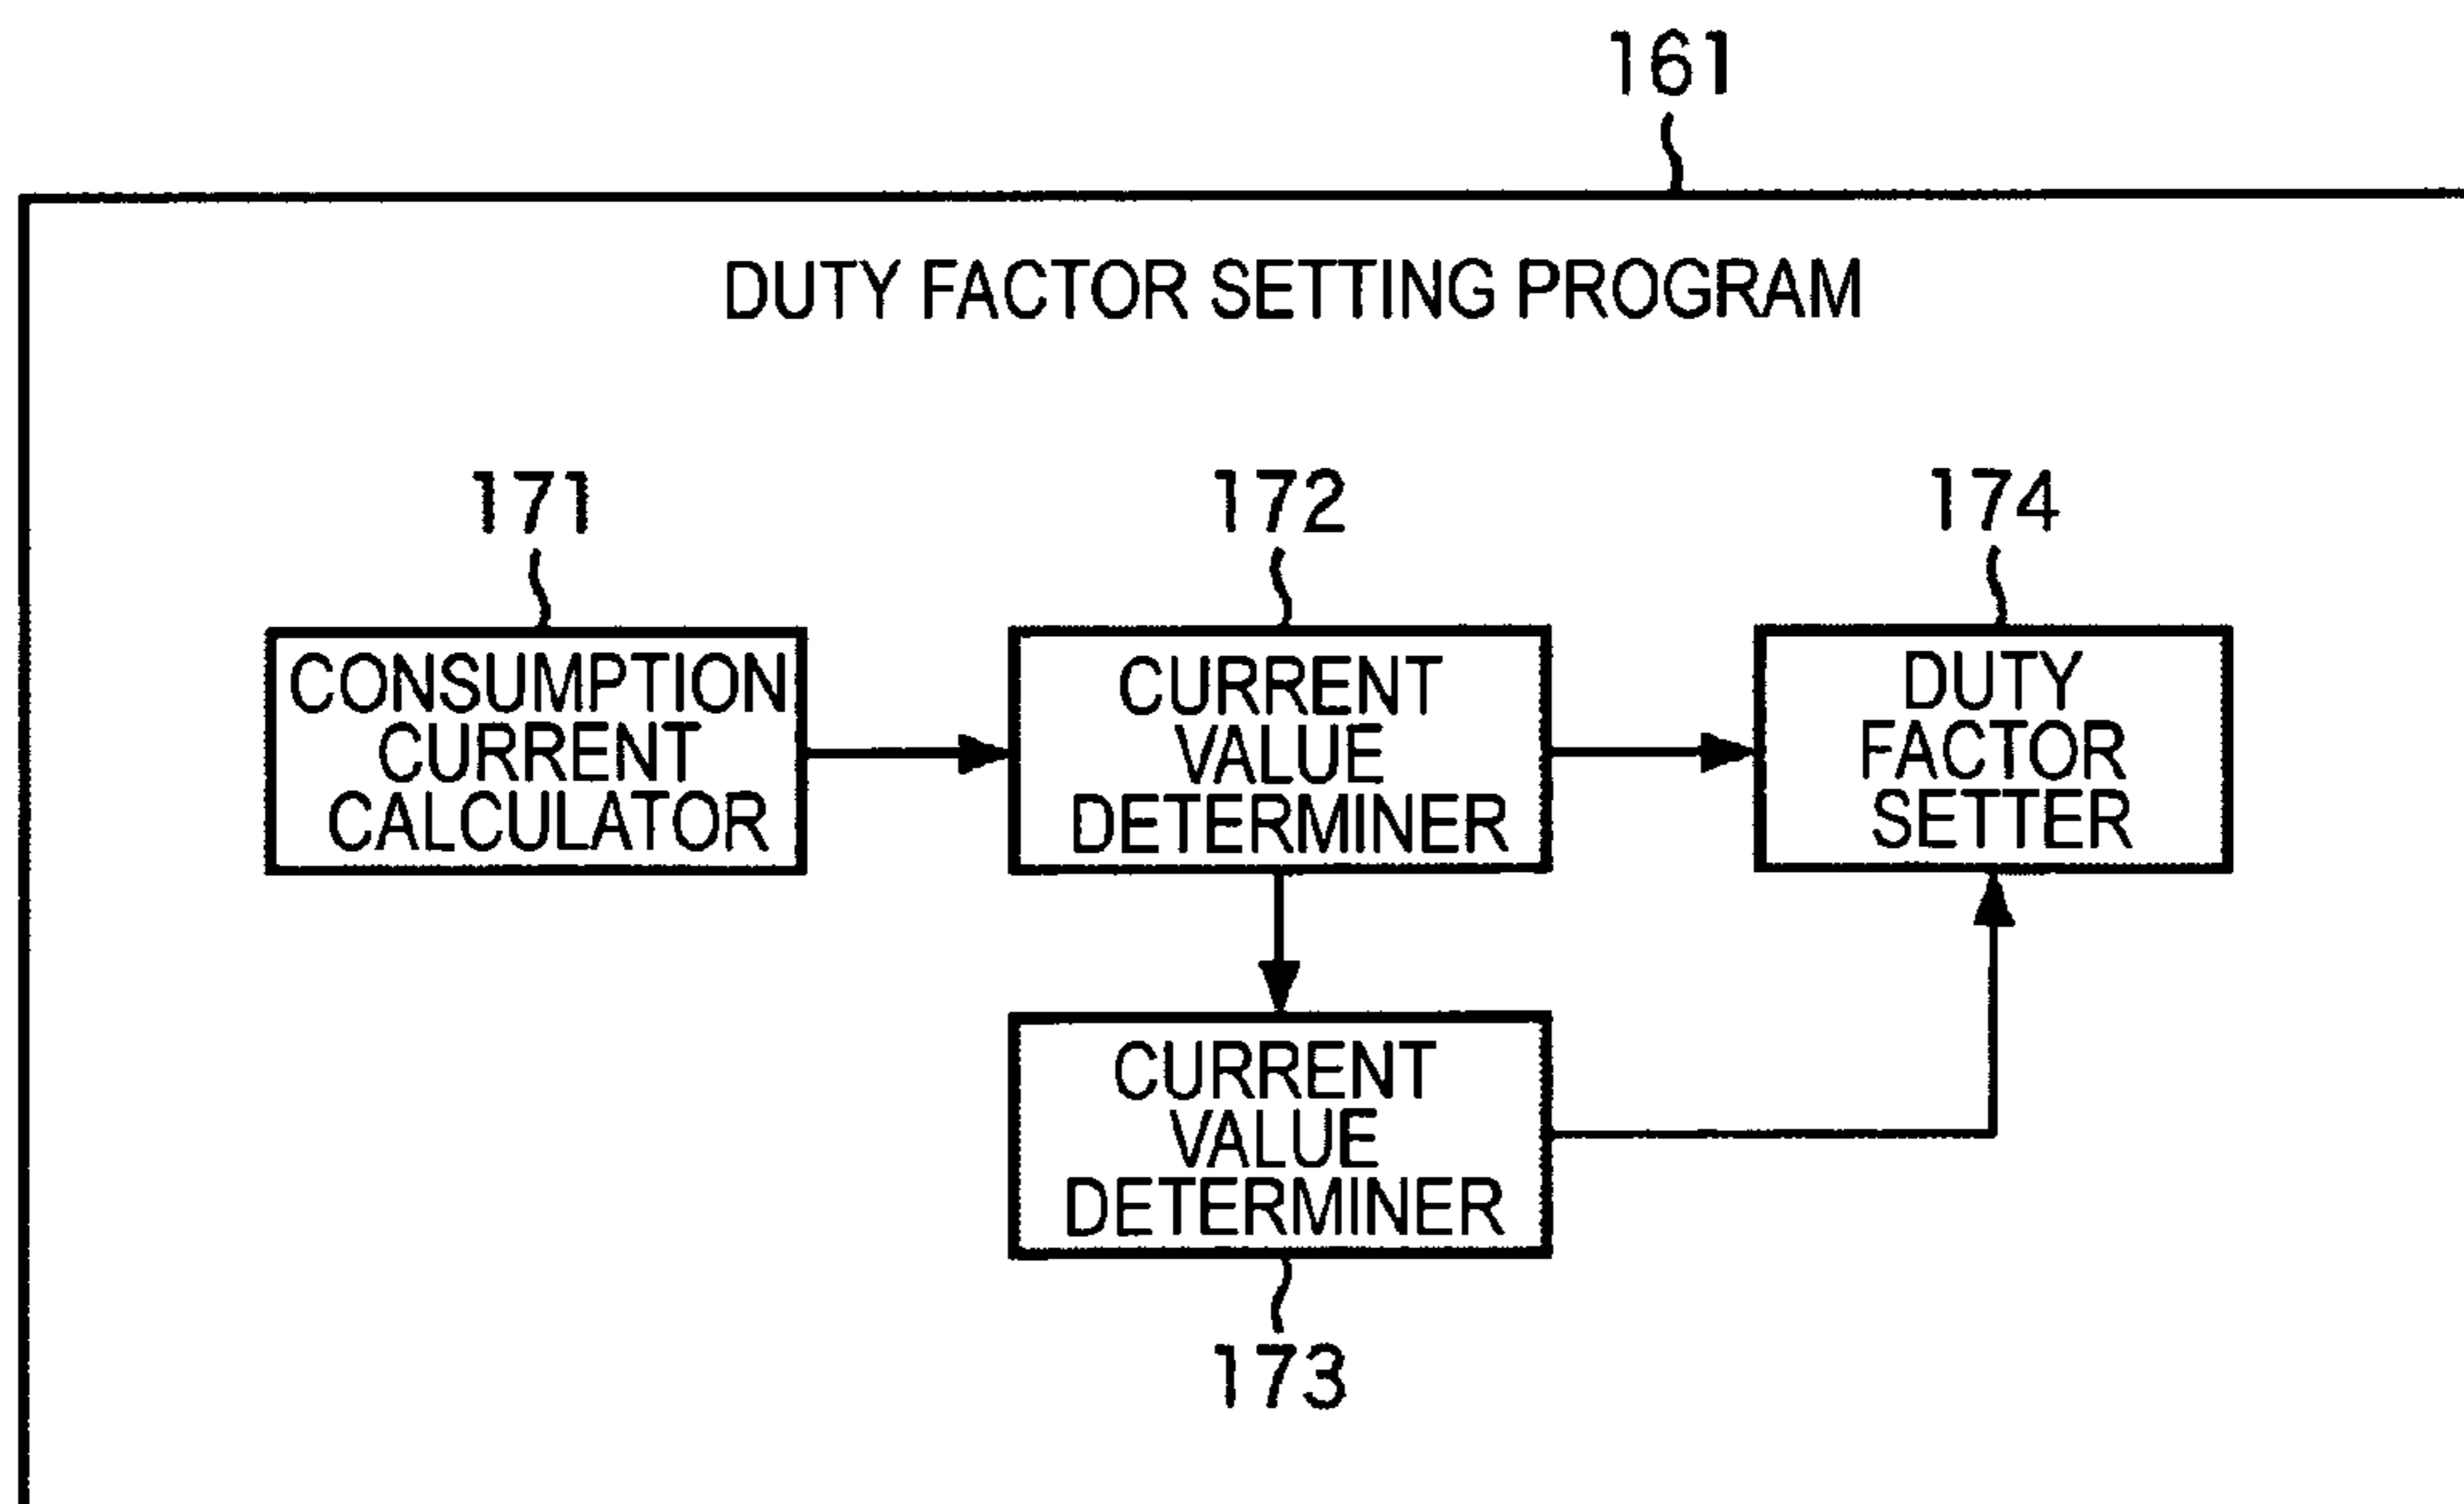 161
DUTY FACTOR SETTING PROGRAM
171
172
174
CONSUMPTION
CURRENT
CALCULATOR
CURRENT
VALUE
DETERMINER
DUTY
FACTOR
SETTER
CURRENT
VALUE
DETERMINER
173